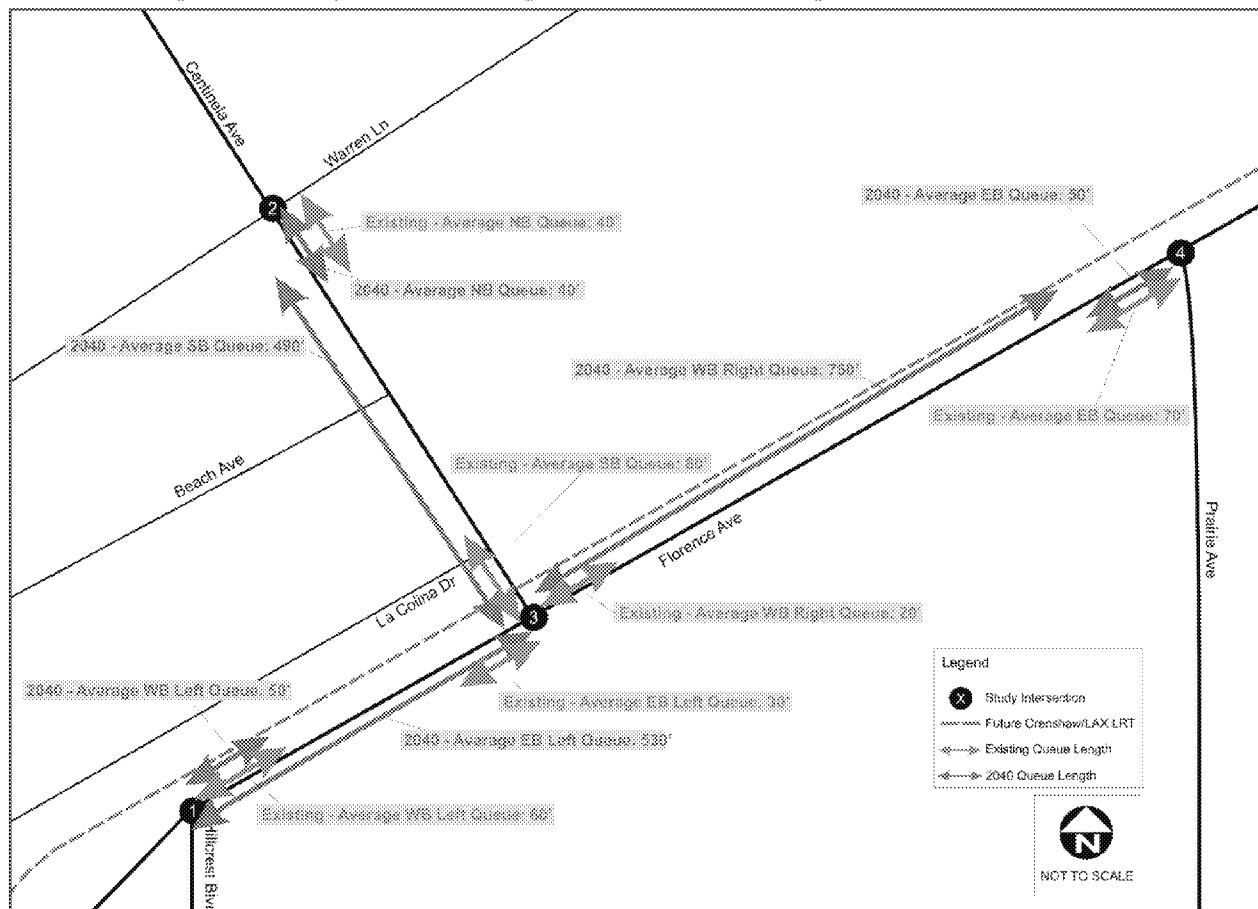 Centinela Ave
Warren Ln
2
Existing - Average NB Queue: 40'
2040 - Average NB Queue: 40'
2040 - Average EB Queue: 50'
4
2040 - Average SB Queue: 490'
2040 - Average WB Right Queue: 750'
Existing - Average EB Queue: 70'
Beach Ave
Existing - Average SB Queue: 80'
Florence Ave
Prairie Ave
La Colina Dr
3
Existing - Average WB Right Queue: 20'
2040 - Average WB Left Queue: 50'
Existing - Average EB Left Queue: 30'
2040 - Average EB Left Queue: 530'
1
Existing - Average WB Left Queue: 60'
Hillcrest Blv
Legend
X Study Intersection
Future Crenshaw/LAX LRT
Existing Queue Length
2040 Queue Length
N
NOT TO SCALE